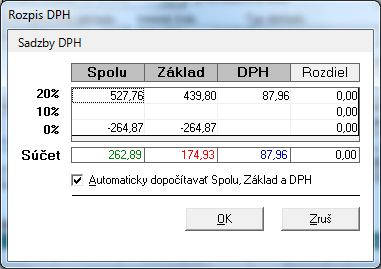 Rozpis DPH
Sadzby DPH
Spolu Základ DPH Rozdiel
20% 527,76 439,80 87,96 0,00
10% 0,00
0% -264,87 -264,87 0,00
Súčet 262,89 174,93 87,96 0,00
Automaticky dopočítavať Spolu, Základ a DPH
OK Zruš